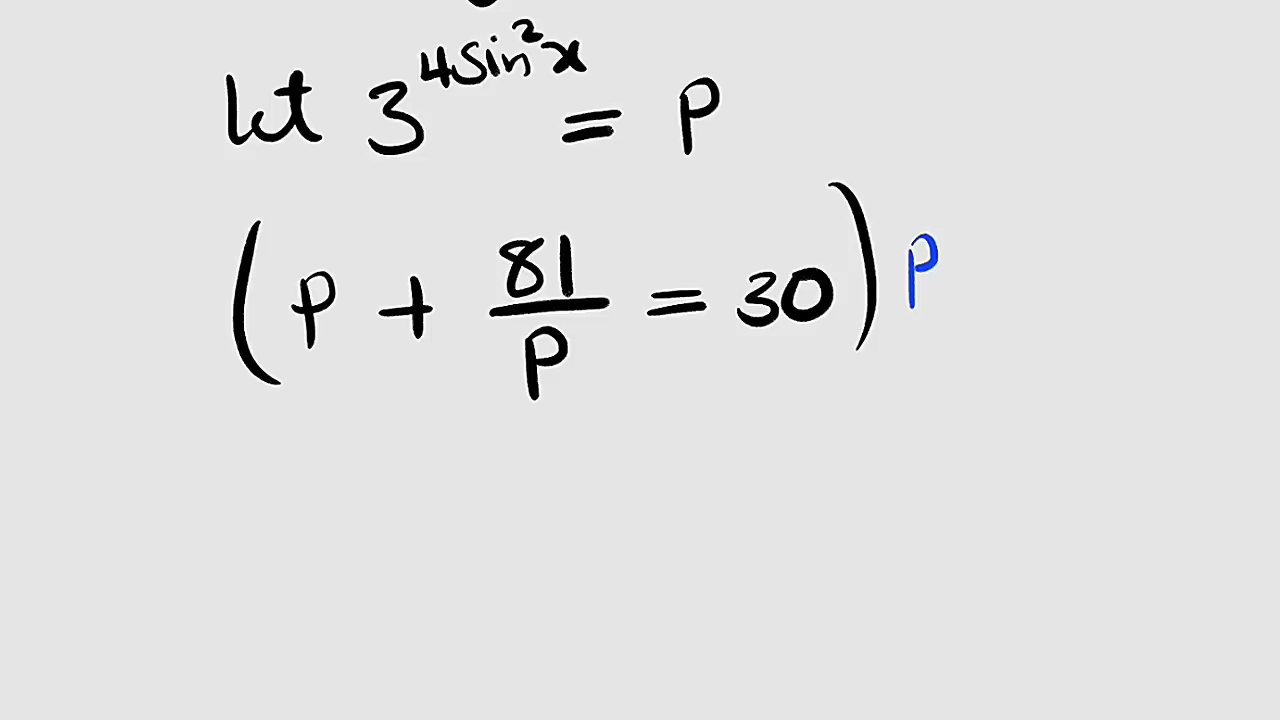 let 3^{4sin²x} = P
(P + 81/P = 30) P